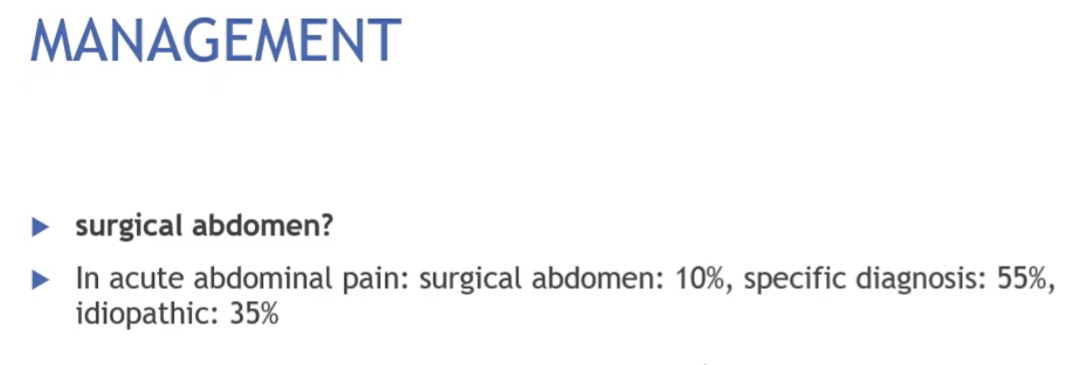 MANAGEMENT
▶ surgical abdomen?
▶ In acute abdominal pain: surgical abdomen: 10%, specific diagnosis: 55%,
idiopathic: 35%